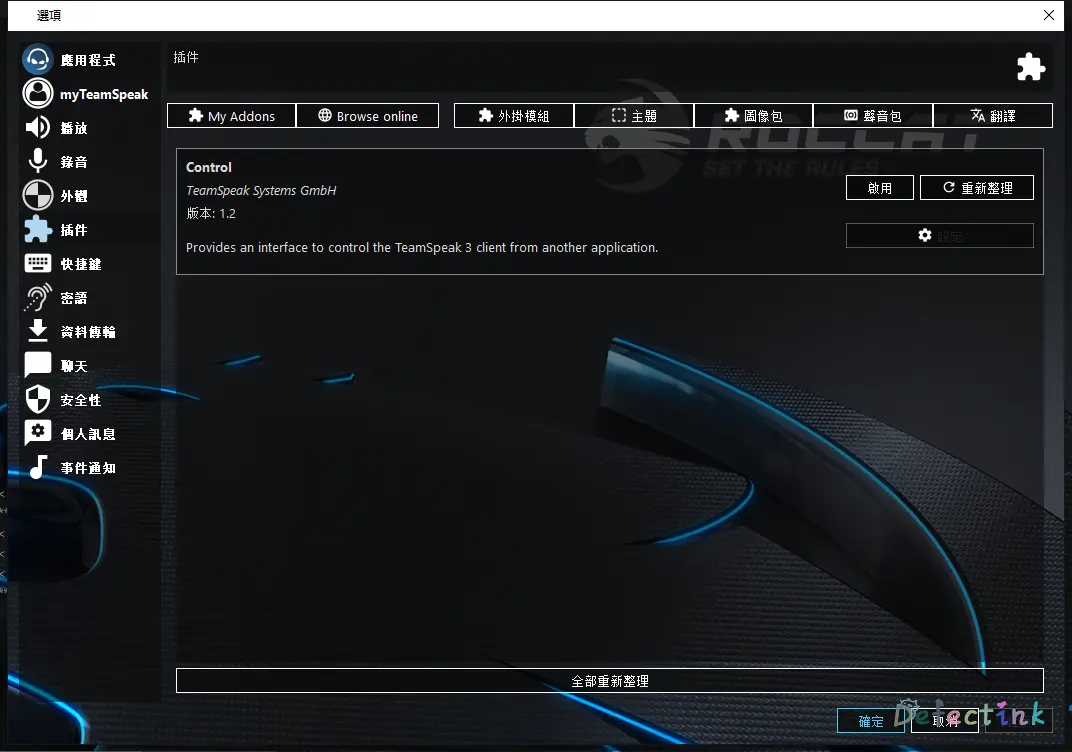 選項
應用程式
myTeamSpeak
播放
錄音
外觀
插件
快捷鍵
密語
資料傳輸
聊天
安全性
個人訊息
事件通知
插件
My Addons
Browse online
外掛模組
主題
圖像包
聲音包
翻譯
ROCCAT
SET THE RULES
Control
TeamSpeak Systems GmbH
版本: 1.2
Provides an interface to control the TeamSpeak 3 client from another application.
啟用
重新整理
設定
全部重新整理
確定
取消
Detectink